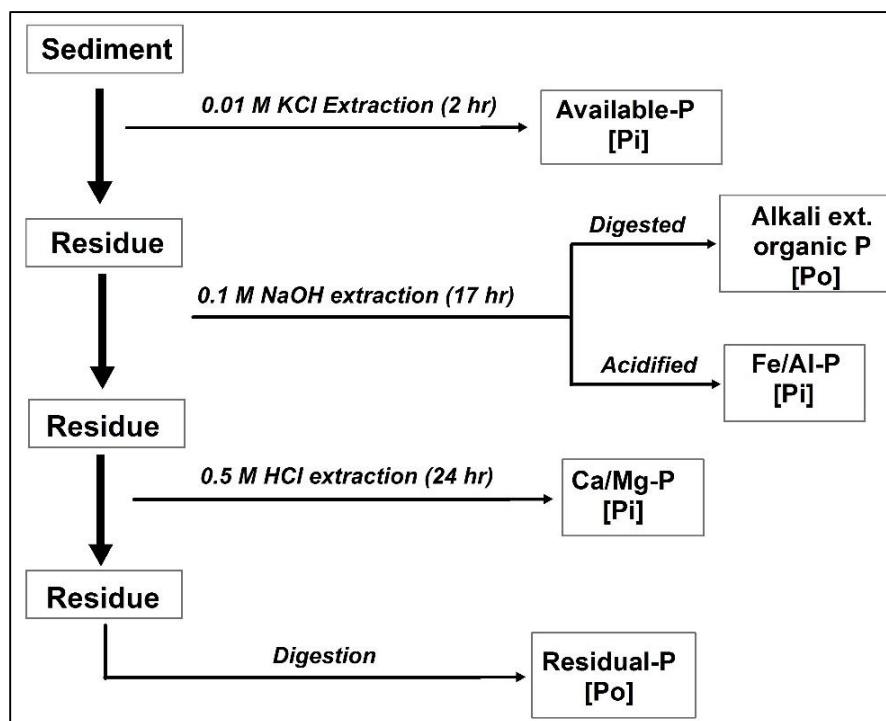 Sediment
0.01 M KCl Extraction (2 hr)
Available-P
[Pi]
Residue
0.1 M NaOH extraction (17 hr)
Digested
Alkali ext.
organic P
[Po]
Acidified
Fe/Al-P
[Pi]
Residue
0.5 M HCl extraction (24 hr)
Ca/Mg-P
[Pi]
Residue
Digestion
Residual-P
[Po]